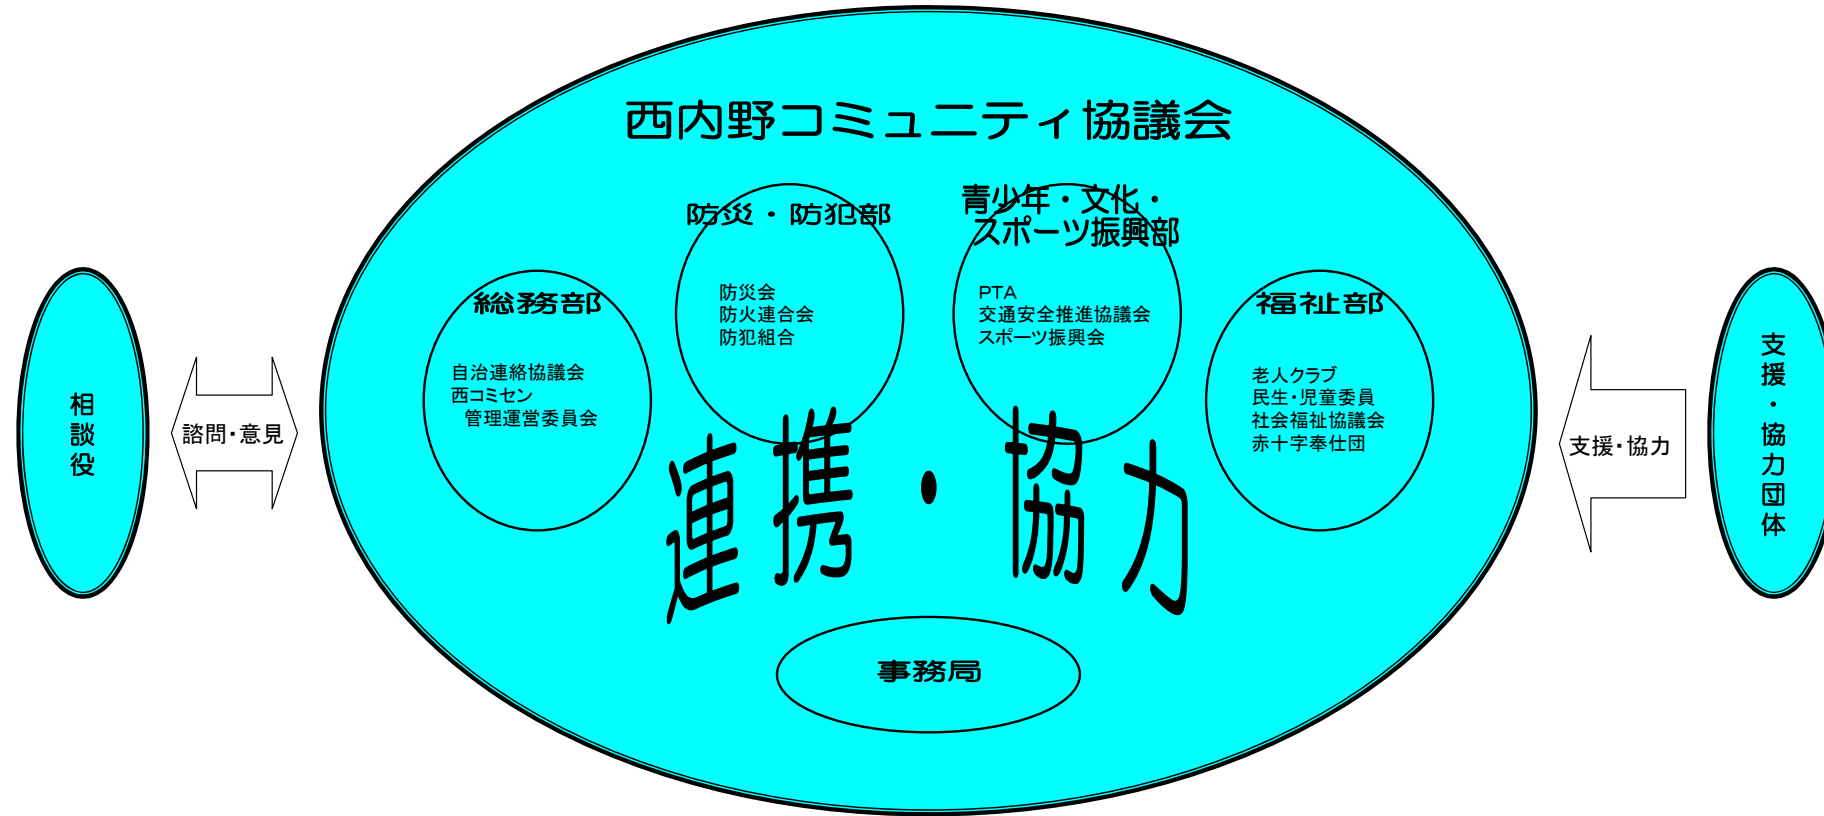 西内野コミュニティ協議会
防災・防犯部
防災会
防火連合会
防犯組合
青少年・文化・
スポーツ振興部
PTA
交通安全推進協議会
スポーツ振興会
総務部
自治連絡協議会
西コミセン
管理運営委員会
福祉部
老人クラブ
民生・児童委員
社会福祉協議会
赤十字奉仕団
相談役
諮問・意見
支援・協力
支援・協力団体
連携・協力
事務局